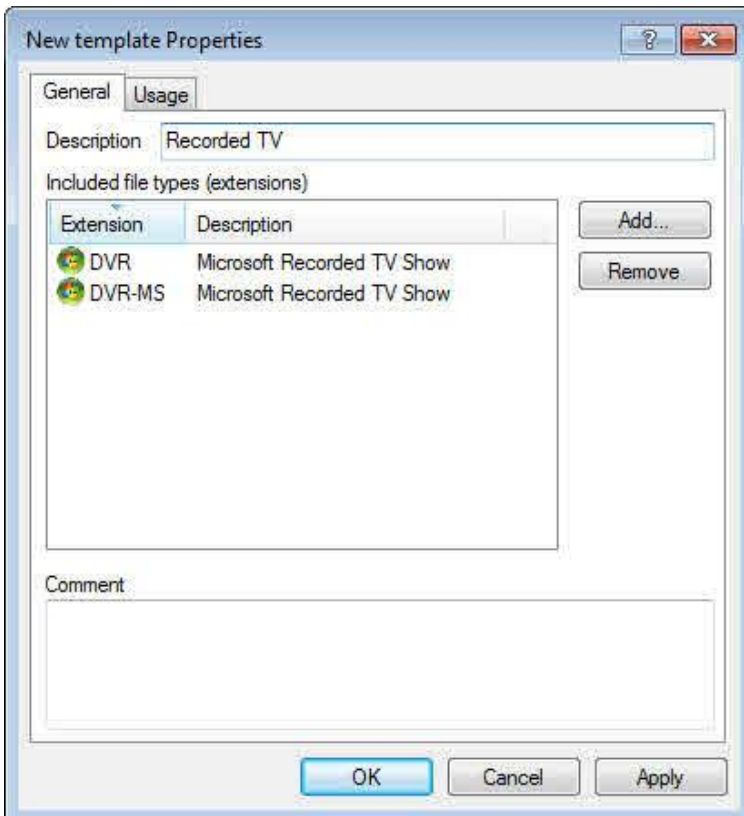 New template Properties
General Usage
Description Recorded TV
Included file types (extensions)
Extension Description
DVR Microsoft Recorded TV Show
DVR-MS Microsoft Recorded TV Show
Add...
Remove
Comment
OK Cancel Apply